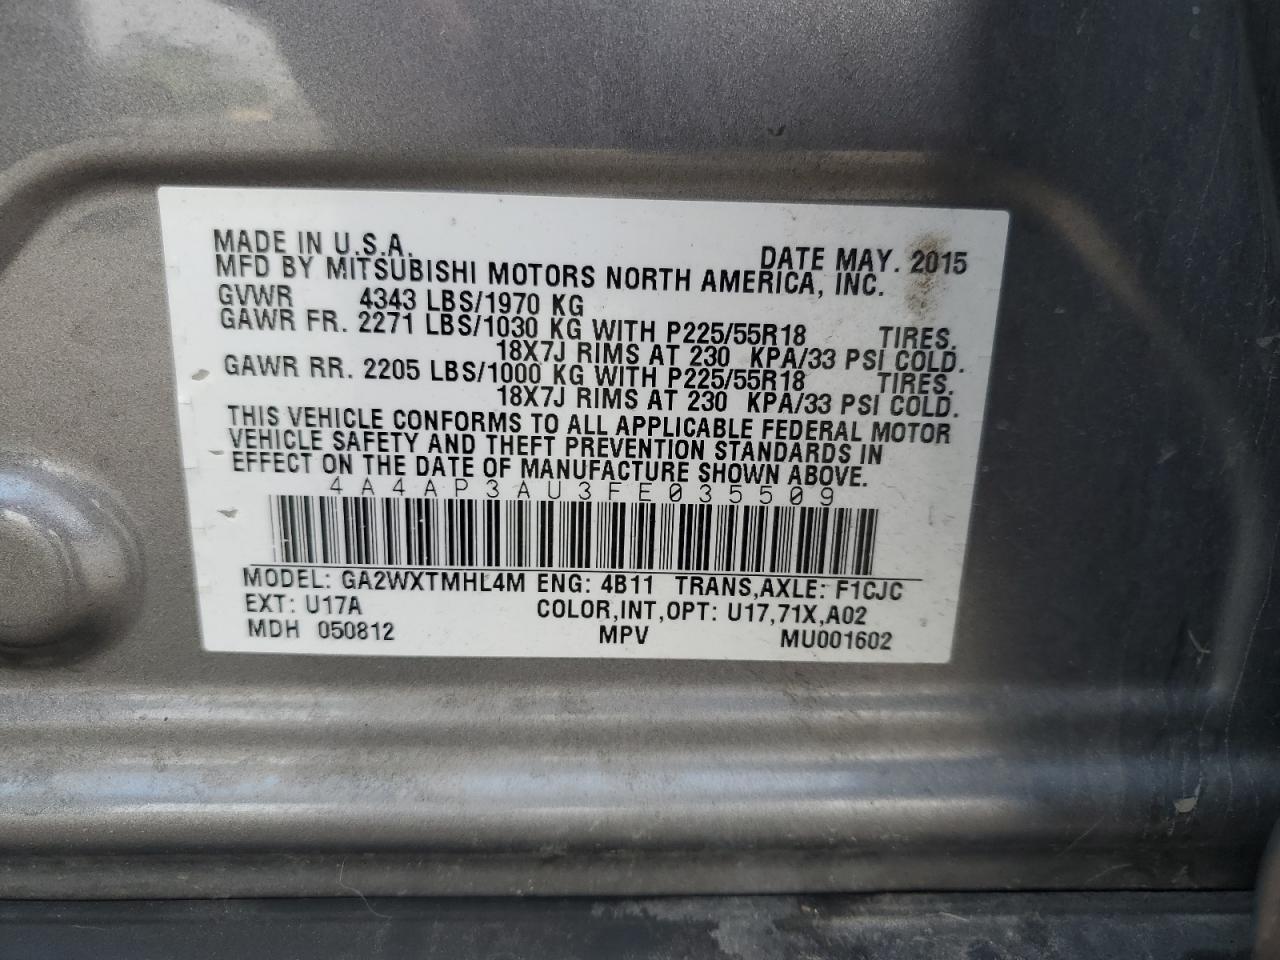 MADE IN U.S.A. DATE MAY. 2015
MFD BY MITSUBISHI MOTORS NORTH AMERICA, INC.
GVWR 4343 LBS/1970 KG
GAWR FR. 2271 LBS/1030 KG WITH P225/55R18 TIRES.
18X7J RIMS AT 230 KPA/33 PSI COLD.
GAWR RR. 2205 LBS/1000 KG WITH P225/55R18 TIRES.
18X7J RIMS AT 230 KPA/33 PSI COLD.
THIS VEHICLE CONFORMS TO ALL APPLICABLE FEDERAL MOTOR
VEHICLE SAFETY AND THEFT PREVENTION STANDARDS IN
EFFECT ON THE DATE OF MANUFACTURE SHOWN ABOVE.
4A4AP3AU3FE035509
MODEL: GA2WXTMHL4M ENG: 4B11 TRANS,AXLE: F1CJC
EXT: U17A COLOR,INT,OPT: U17,71X,A02
MDH 050812 MPV MU001602